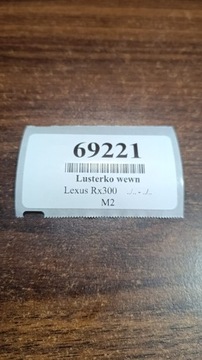 69221
Lusterko wewn
Lexus Rx300 ../.. - ../..
M2